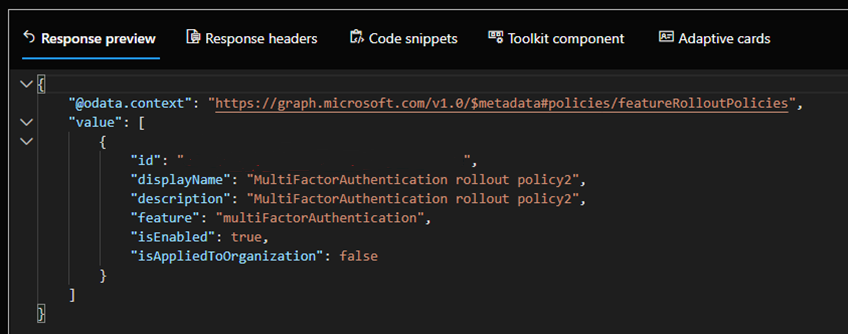 Response preview Response headers Code snippets Toolkit component Adaptive cards
{
"@odata.context": "https://graph.microsoft.com/v1.0/$metadata#policies/featureRolloutPolicies",
"value": [
{
"id": " ",
"displayName": "MultiFactorAuthentication rollout policy2",
"description": "MultiFactorAuthentication rollout policy2",
"feature": "multiFactorAuthentication",
"isEnabled": true,
"isAppliedToOrganization": false
}
]
}